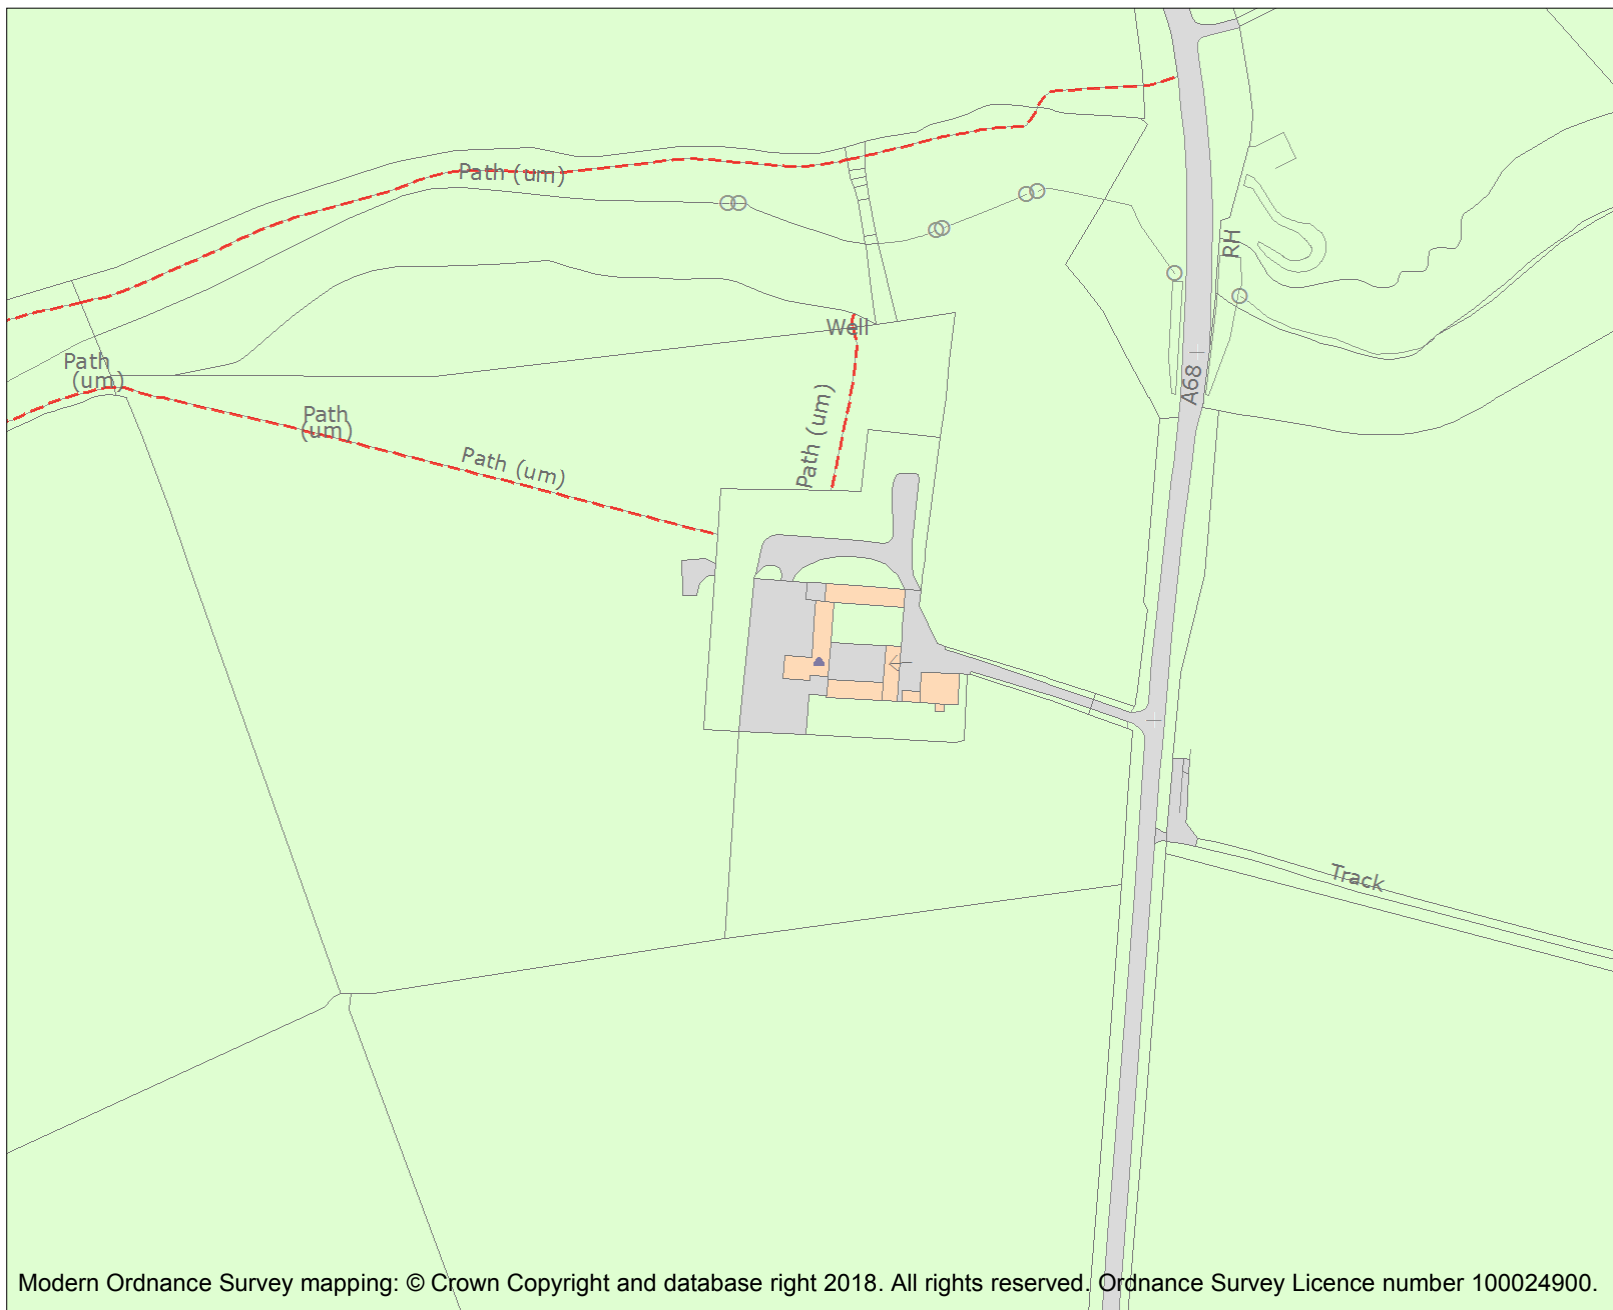 Path (um)
RH
Well
Path
(um)
A68
Path
(um)
Path (um)
Path (um)
Track
Modern Ordnance Survey mapping: © Crown Copyright and database right 2018. All rights reserved. Ordnance Survey Licence number 100024900.